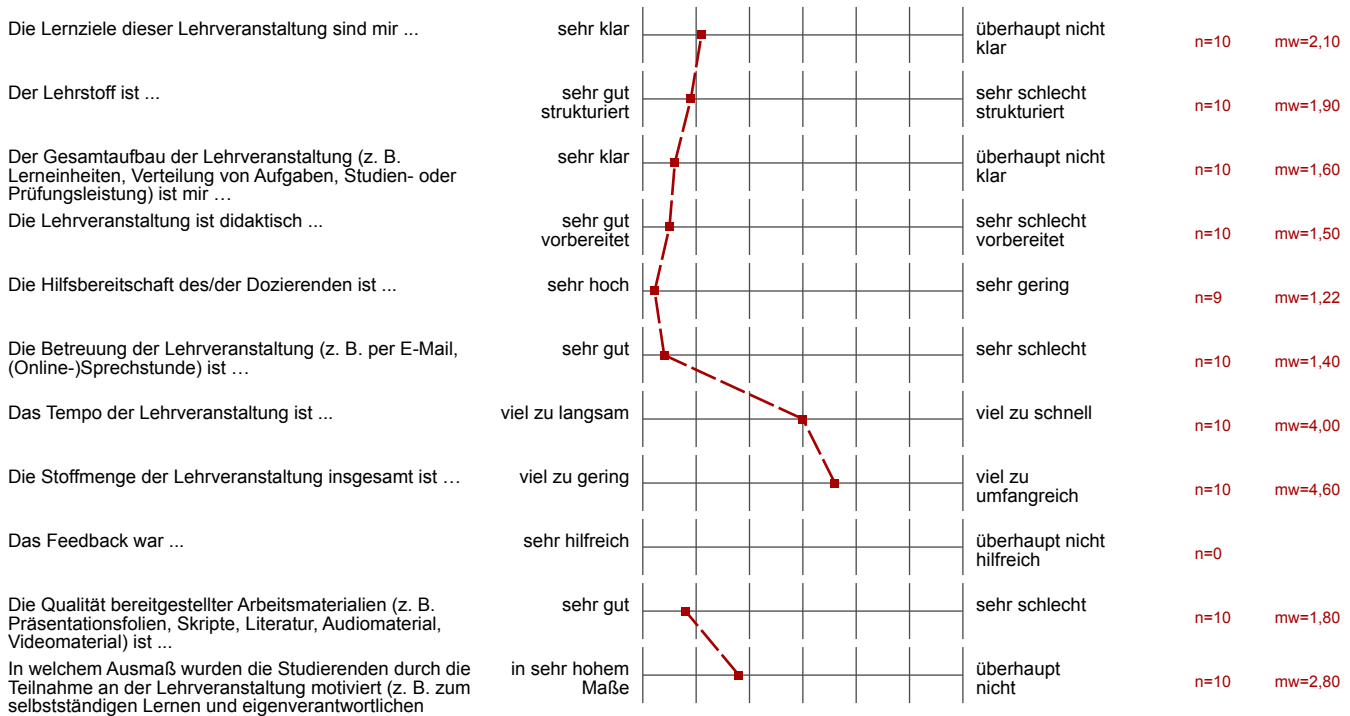 Die Lernziele dieser Lehrveranstaltung sind mir ...
sehr klar
überhaupt nicht
klar
n=10
mw=2,10
Der Lehrstoff ist ...
sehr gut
strukturiert
sehr schlecht
strukturiert
n=10
mw=1,90
Der Gesamtaufbau der Lehrveranstaltung (z. B.
Lerneinheiten, Verteilung von Aufgaben, Studien- oder
Prüfungsleistung) ist mir …
sehr klar
überhaupt nicht
klar
n=10
mw=1,60
Die Lehrveranstaltung ist didaktisch ...
sehr gut
vorbereitet
sehr schlecht
vorbereitet
n=10
mw=1,50
Die Hilfsbereitschaft des/der Dozierenden ist ...
sehr hoch
sehr gering
n=9
mw=1,22
Die Betreuung der Lehrveranstaltung (z. B. per E-Mail,
(Online-)Sprechstunde) ist …
sehr gut
sehr schlecht
n=10
mw=1,40
Das Tempo der Lehrveranstaltung ist ...
viel zu langsam
viel zu schnell
n=10
mw=4,00
Die Stoffmenge der Lehrveranstaltung insgesamt ist …
viel zu gering
viel zu
umfangreich
n=10
mw=4,60
Das Feedback war ...
sehr hilfreich
überhaupt nicht
hilfreich
n=0
Die Qualität bereitgestellter Arbeitsmaterialien (z. B.
Präsentationsfolien, Skripte, Literatur, Audiomaterial,
Videomaterial) ist ...
sehr gut
sehr schlecht
n=10
mw=1,80
In welchem Ausmaß wurden die Studierenden durch die
Teilnahme an der Lehrveranstaltung motiviert (z. B. zum
selbstständigen Lernen und eigenverantwortlichen
in sehr hohem
Maße
überhaupt
nicht
n=10
mw=2,80